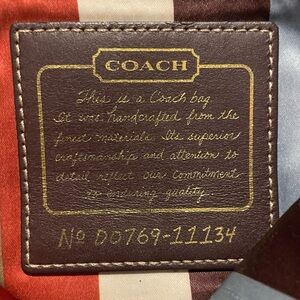 COACH
This is a Coach bag.
It was handcrafted from the
finest materials. Its superior
craftsmanship and attention to
detail reflect our commitment
to enduring quality.
No D0769-11134